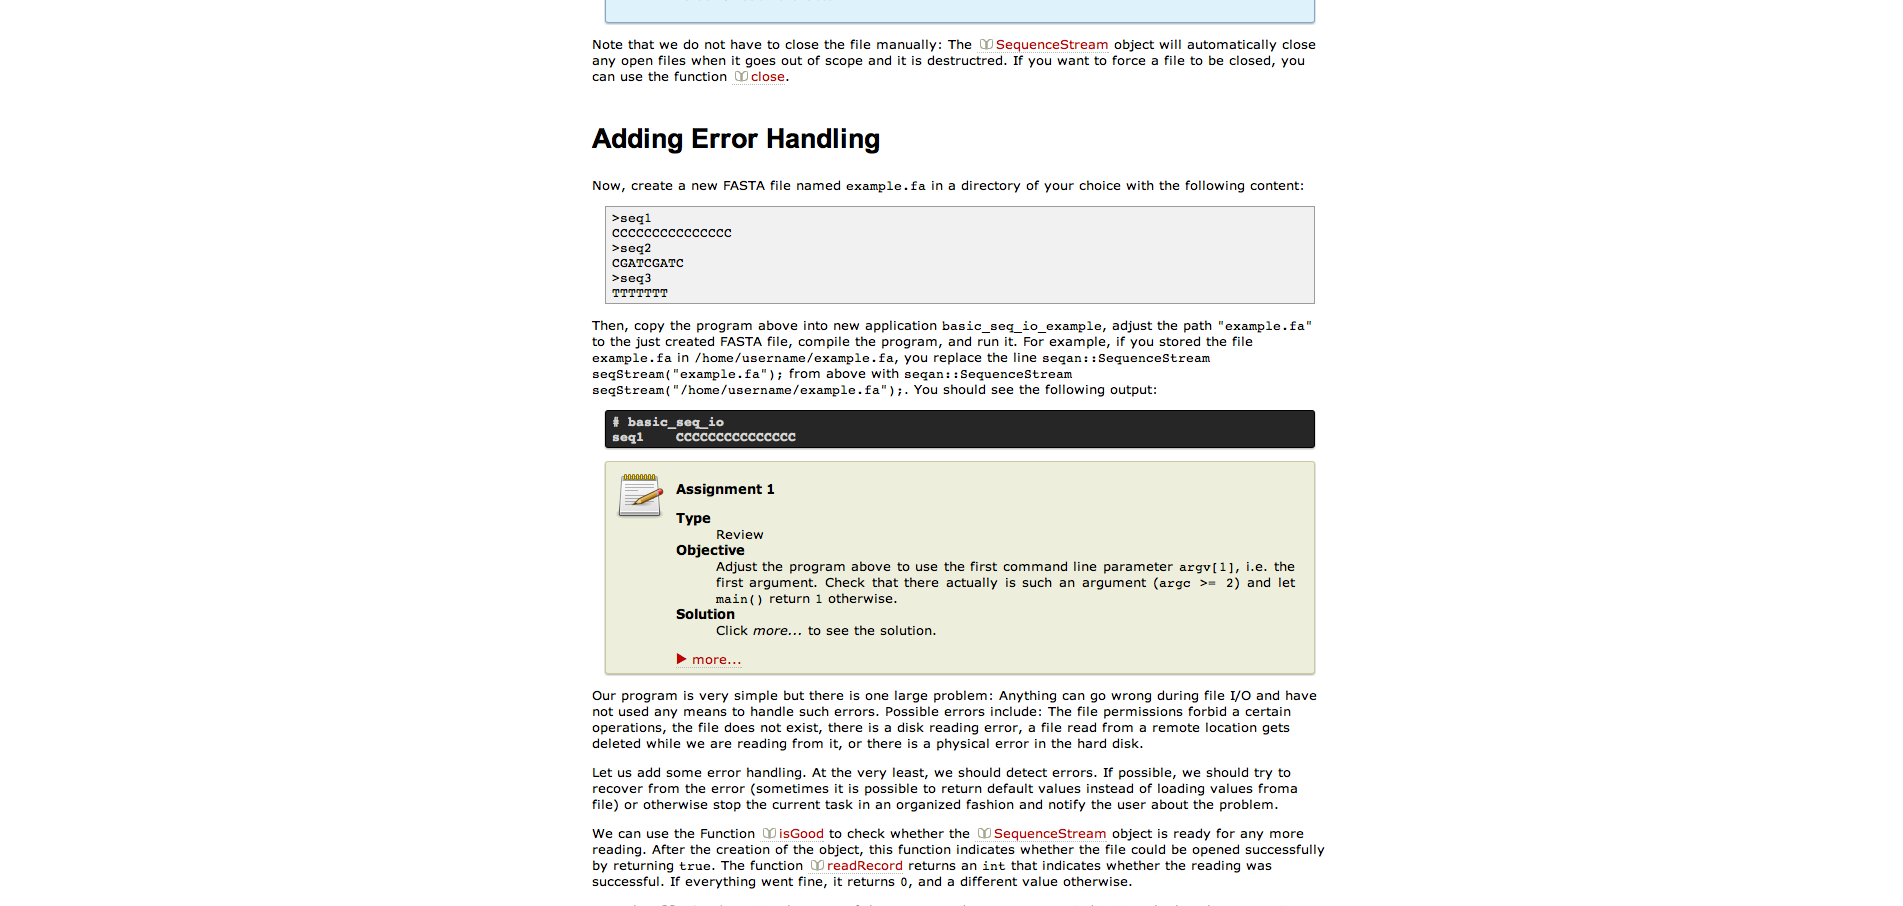 Note that we do not have to close the file manually: The SequenceStream object will automatically close
any open files when it goes out of scope and it is destructred. If you want to force a file to be closed, you
can use the function close.
Adding Error Handling
Now, create a new FASTA file named example.fa in a directory of your choice with the following content:
>seq1
CCCCCCCCCCCCCCC
>seq2
CGATCGATC
>seq3
TTTTTTT
Then, copy the program above into new application basic_seq_io_example, adjust the path "example.fa"
to the just created FASTA file, compile the program, and run it. For example, if you stored the file
example.fa in /home/username/example.fa, you replace the line seqan::SequenceStream
seqStream("example.fa"); from above with seqan::SequenceStream
seqStream("/home/username/example.fa");. You should see the following output:
# basic_seq_io
seq1    CCCCCCCCCCCCCCC
Assignment 1
Type
Review
Objective
Adjust the program above to use the first command line parameter argv[1], i.e. the
first argument. Check that there actually is such an argument (argc >= 2) and let
main() return 1 otherwise.
Solution
Click more... to see the solution.
more...
Our program is very simple but there is one large problem: Anything can go wrong during file I/O and have
not used any means to handle such errors. Possible errors include: The file permissions forbid a certain
operations, the file does not exist, there is a disk reading error, a file read from a remote location gets
deleted while we are reading from it, or there is a physical error in the hard disk.
Let us add some error handling. At the very least, we should detect errors. If possible, we should try to
recover from the error (sometimes it is possible to return default values instead of loading values froma
file) or otherwise stop the current task in an organized fashion and notify the user about the problem.
We can use the Function isGood to check whether the SequenceStream object is ready for any more
reading. After the creation of the object, this function indicates whether the file could be opened successfully
by returning true. The function readRecord returns an int that indicates whether the reading was
successful. If everything went fine, it returns 0, and a different value otherwise.